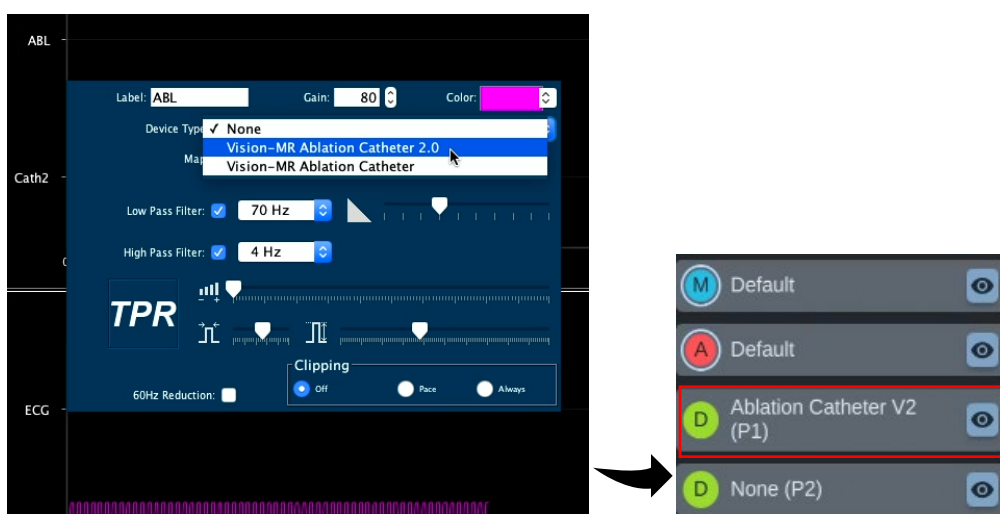 ABL
Label: ABL Gain: 80 Color:
Device Type ✓ None
Vision-MR Ablation Catheter 2.0
Map
Vision-MR Ablation Catheter
Cath2
Low Pass Filter: 70 Hz
High Pass Filter: 4 Hz
TPR
Clipping
Off Pace Always
60Hz Reduction:
ECG
M Default
A Default
D Ablation Catheter V2
(P1)
D None (P2)